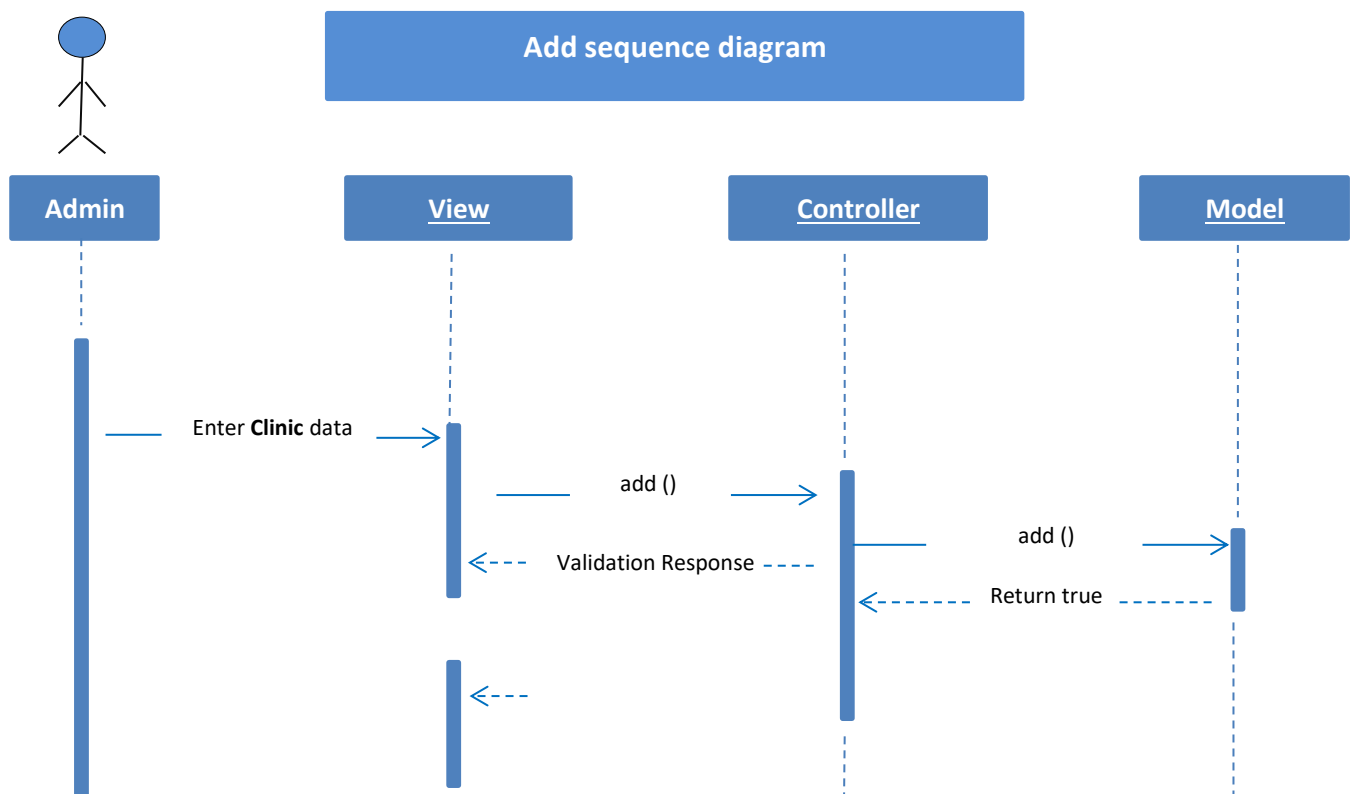 Add sequence diagram
Admin
View
Controller
Model
Enter Clinic data
add ()
add ()
Validation Response
Return true